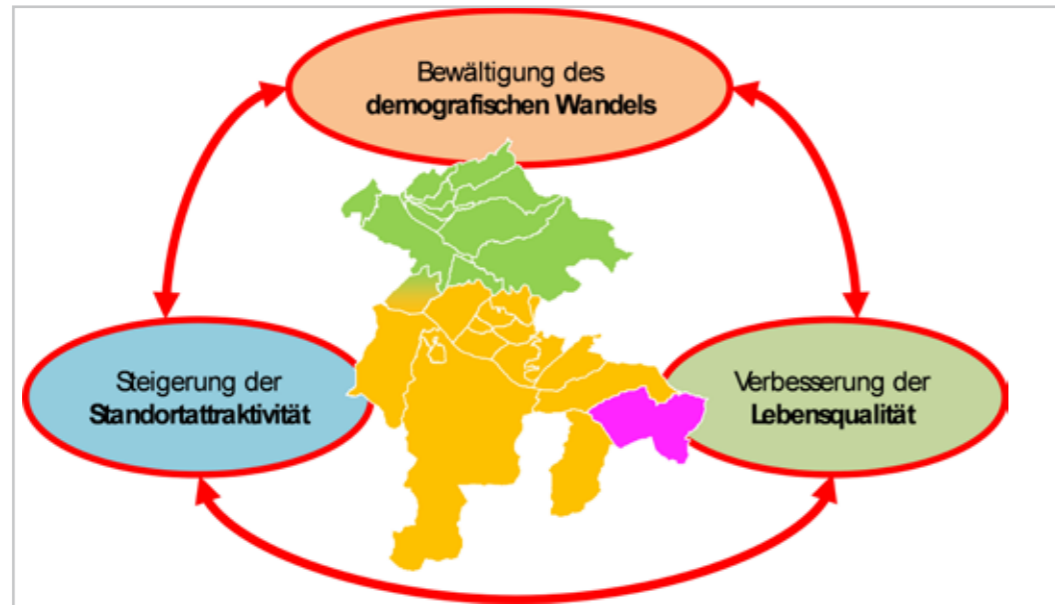 Bewältigung des
demografischen Wandels
Steigerung der
Standortattraktivität
Verbesserung der
Lebensqualität